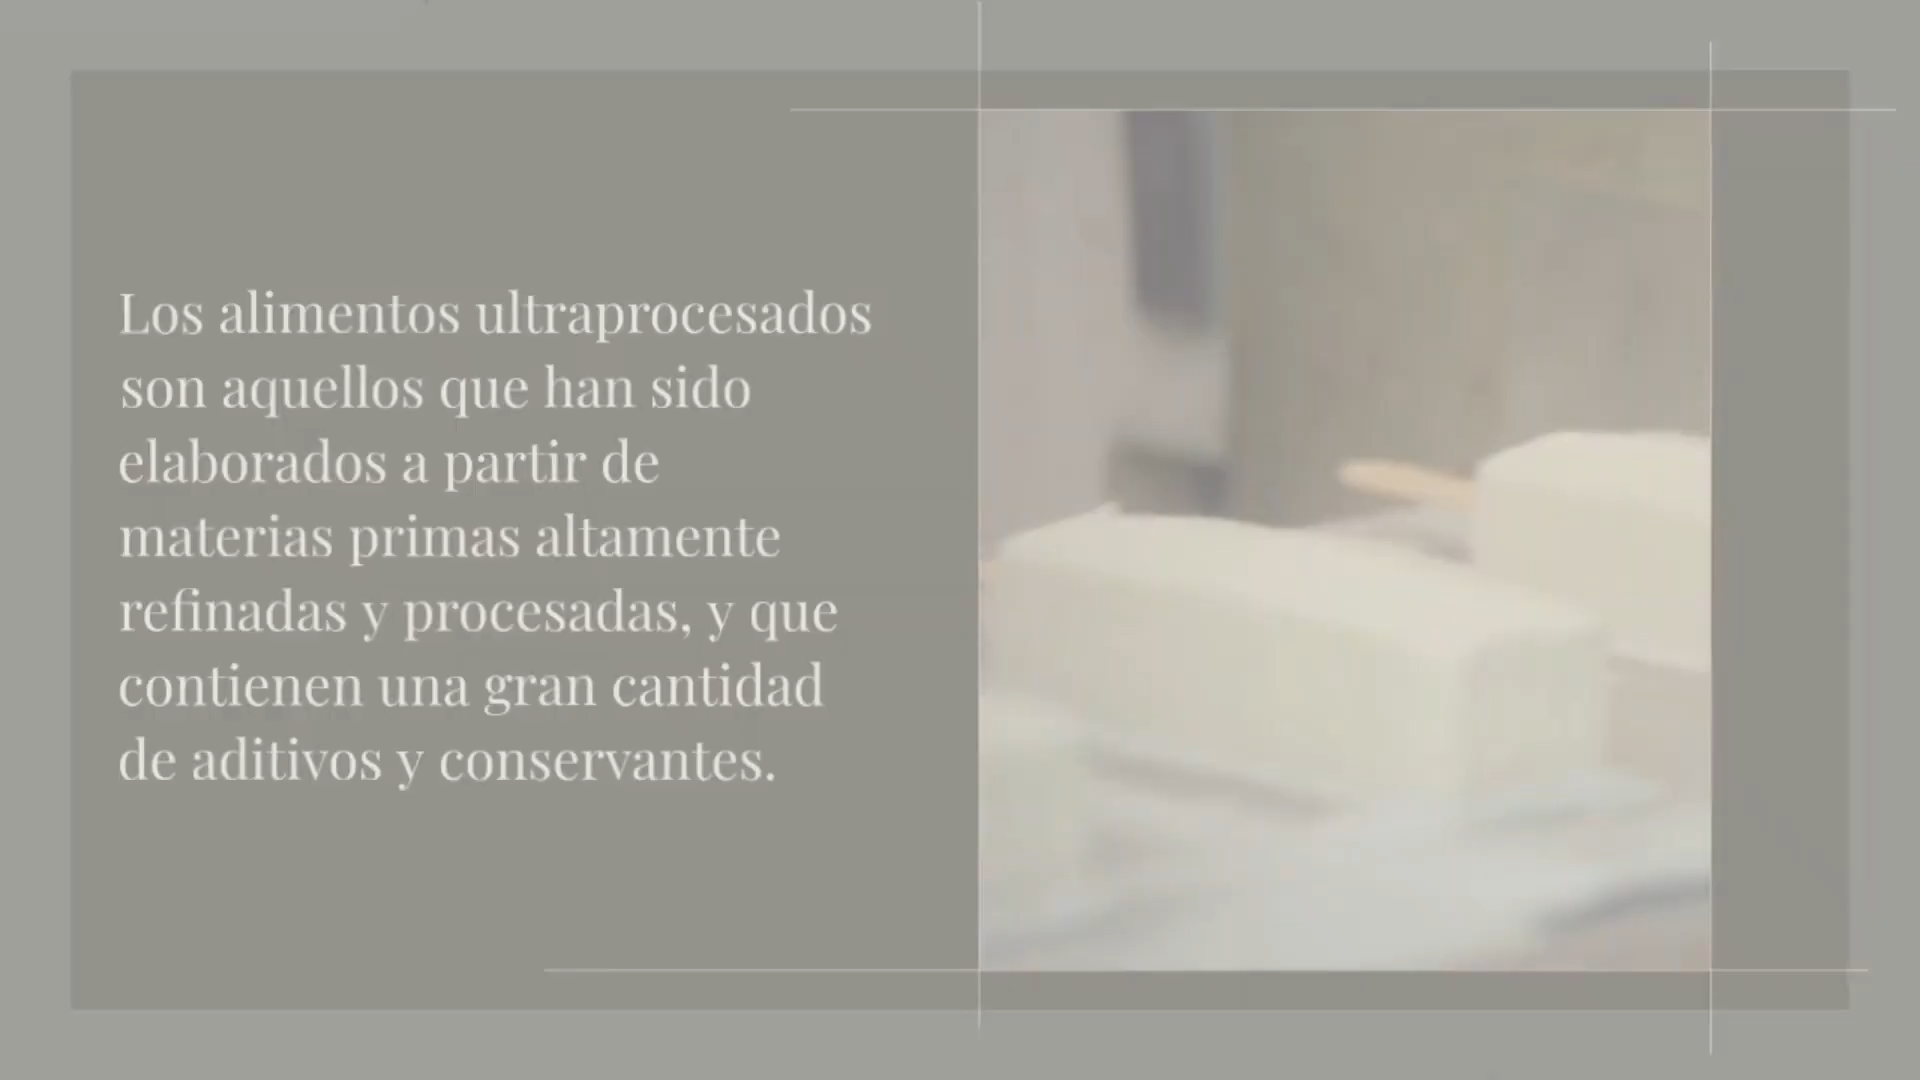 Los alimentos ultraprocesados
son aquellos que han sido
elaborados a partir de
materias primas altamente
refinadas y procesadas, y que
contienen una gran cantidad
de aditivos y conservantes.